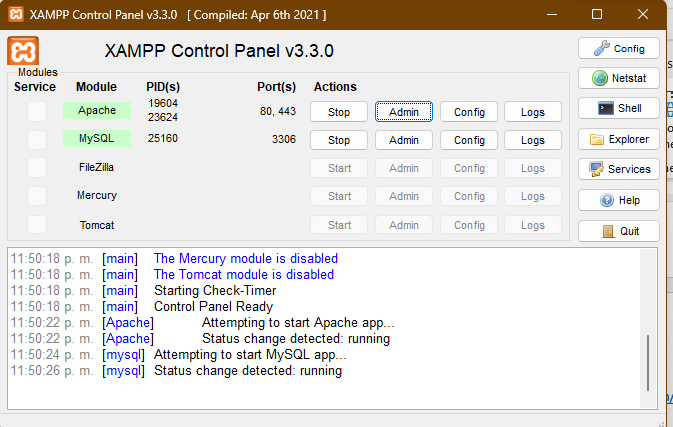 XAMPP Control Panel v3.3.0 [ Compiled: Apr 6th 2021 ]
XAMPP Control Panel v3.3.0
Config
Modules
Service Module PID(s) Port(s) Actions
Netstat
Apache 19604 23624 80, 443 Stop Admin Config Logs
Shell
MySQL 25160 3306 Stop Admin Config Logs
Explorer
FileZilla Start Admin Config Logs
Services
Mercury Start Admin Config Logs
Help
Tomcat Start Admin Config Logs
Quit
11:50:18 p. m. [main] The Mercury module is disabled
11:50:18 p. m. [main] The Tomcat module is disabled
11:50:18 p. m. [main] Starting Check-Timer
11:50:18 p. m. [main] Control Panel Ready
11:50:22 p. m. [Apache] Attempting to start Apache app...
11:50:22 p. m. [Apache] Status change detected: running
11:50:24 p. m. [mysql] Attempting to start MySQL app...
11:50:26 p. m. [mysql] Status change detected: running